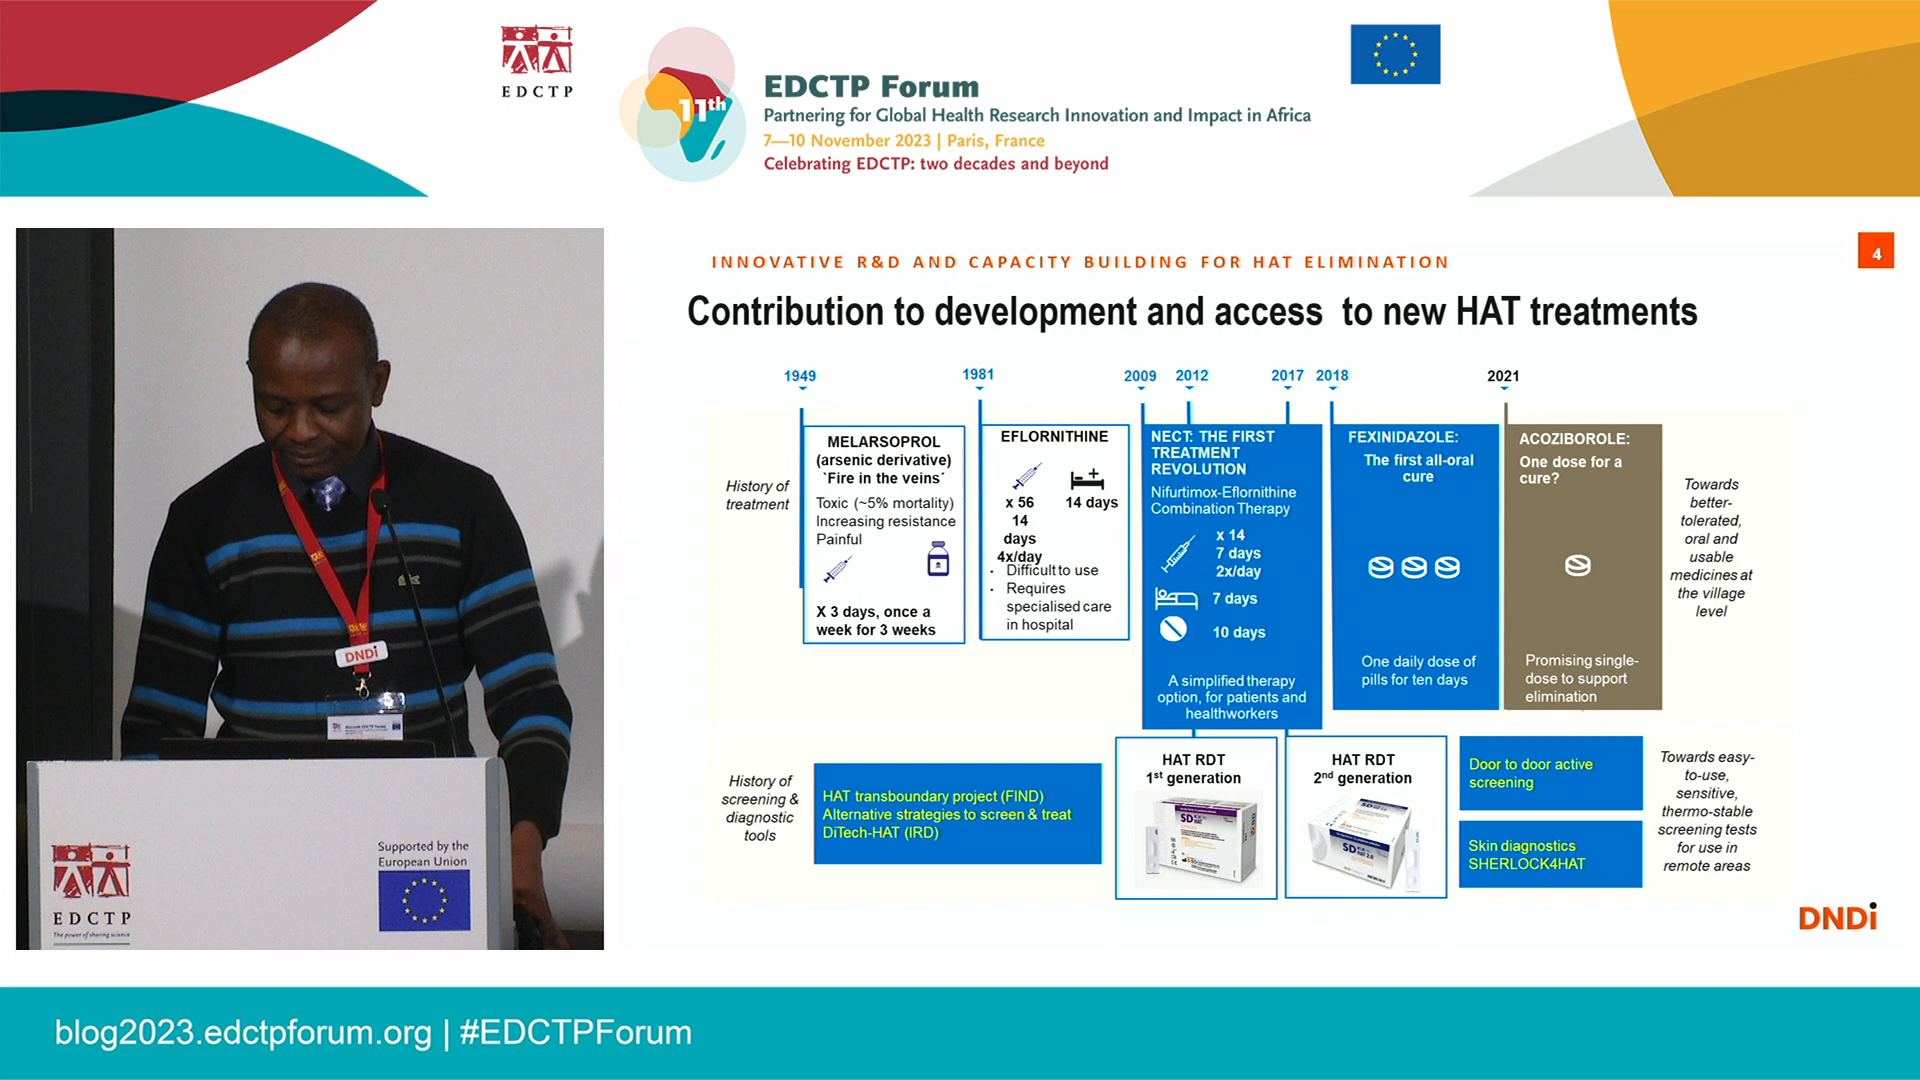 EDCTP
11th
EDCTP Forum
Partnering for Global Health Research Innovation and Impact in Africa
7—10 November 2023 | Paris, France
Celebrating EDCTP: two decades and beyond
INNOVATIVE R&D AND CAPACITY BUILDING FOR HAT ELIMINATION
4
Contribution to development and access to new HAT treatments
1949
1981
2009
2012
2017
2018
2021
History of
treatment
MELARSOPROL
(arsenic derivative)
`Fire in the veins´
Toxic (~5% mortality)
Increasing resistance
Painful
X 3 days, once a
week for 3 weeks
EFLORNITHINE
x 56
14
days
4x/day
14 days
· Difficult to use
· Requires
specialised care
in hospital
NECT: THE FIRST
TREATMENT
REVOLUTION
Nifurtimox-Eflornithine
Combination Therapy
x 14
7 days
2x/day
7 days
10 days
A simplified therapy
option, for patients and
healthworkers
FEXINIDAZOLE:
The first all-oral
cure
One daily dose of
pills for ten days
ACOZIBOROLE:
One dose for a
cure?
Promising single-
dose to support
elimination
Towards
better-
tolerated,
oral and
usable
medicines at
the village
level
History of
screening &
diagnostic
tools
HAT transboundary project (FIND)
Alternative strategies to screen & treat
DiTech-HAT (IRD)
HAT RDT
1st generation
SD
HAT
HAT RDT
2nd generation
SD
HAT 2.0
Door to door active
screening
Skin diagnostics
SHERLOCK4HAT
Towards easy-
to-use,
sensitive,
thermo-stable
screening tests
for use in
remote areas
DNDi
DNDi
EDCTP
The power of sharing science
Supported by the
European Union
blog2023.edctpforum.org | #EDCTPForum